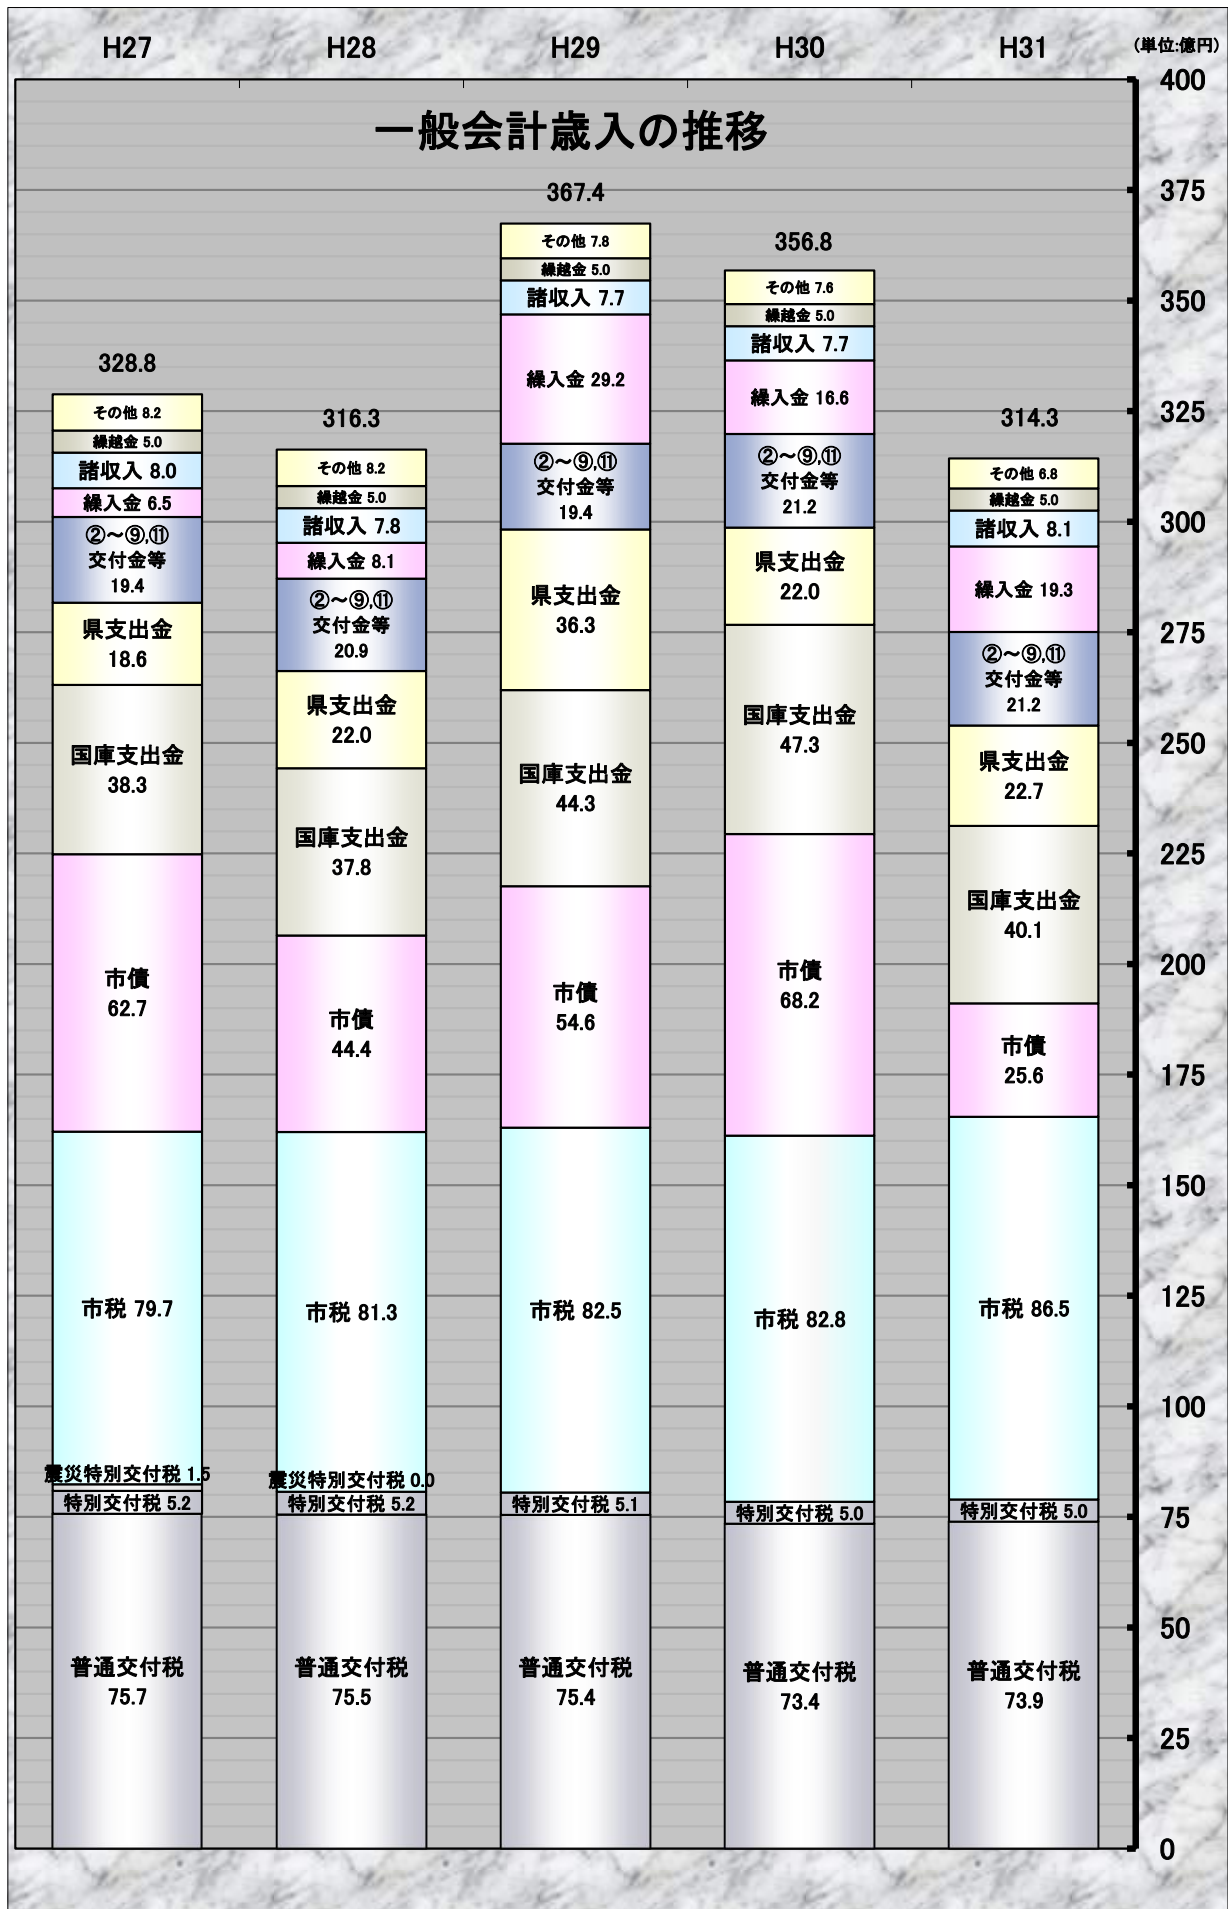 H27
H28
H29
H30
H31
(単位:億円)
一般会計歳入の推移
400
375
350
325
300
275
250
225
200
175
150
125
100
75
50
25
0
328.8
その他 8.2
繰越金 5.0
諸収入 8.0
繰入金 6.5
②～⑨,⑪
交付金等
19.4
県支出金
18.6
国庫支出金
38.3
市債
62.7
市税 79.7
震災特別交付税 1.5
特別交付税 5.2
普通交付税
75.7
316.3
その他 8.2
繰越金 5.0
諸収入 7.8
繰入金 8.1
②～⑨,⑪
交付金等
20.9
県支出金
22.0
国庫支出金
37.8
市債
44.4
市税 81.3
震災特別交付税 0.0
特別交付税 5.2
普通交付税
75.5
367.4
その他 7.8
繰越金 5.0
諸収入 7.7
繰入金 29.2
②～⑨,⑪
交付金等
19.4
県支出金
36.3
国庫支出金
44.3
市債
54.6
市税 82.5
特別交付税 5.1
普通交付税
75.4
356.8
その他 7.6
繰越金 5.0
諸収入 7.7
繰入金 16.6
②～⑨,⑪
交付金等
21.2
県支出金
22.0
国庫支出金
47.3
市債
68.2
市税 82.8
特別交付税 5.0
普通交付税
73.4
314.3
その他 6.8
繰越金 5.0
諸収入 8.1
繰入金 19.3
②～⑨,⑪
交付金等
21.2
県支出金
22.7
国庫支出金
40.1
市債
25.6
市税 86.5
特別交付税 5.0
普通交付税
73.9